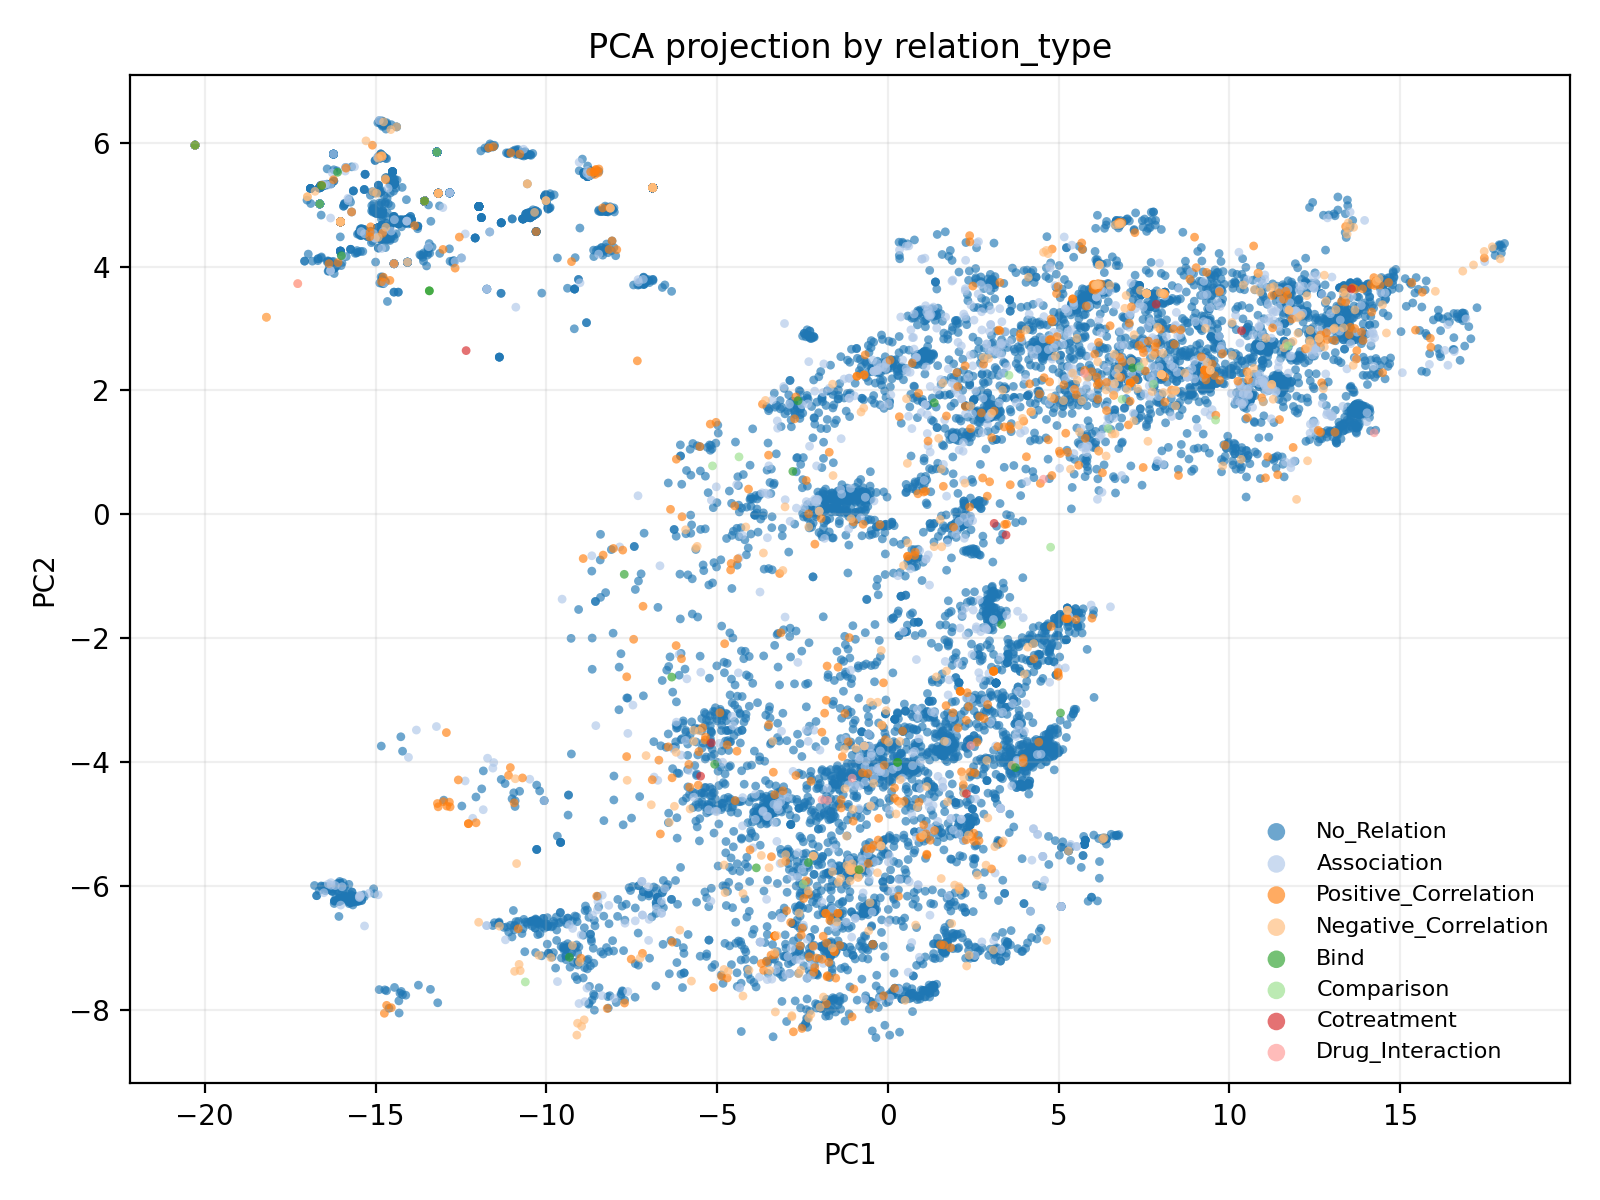 PCA projection by relation_type
6
4
2
0
−2
−4
−6
−8
PC2
No_Relation
Association
Positive_Correlation
Negative_Correlation
Bind
Comparison
Cotreatment
Drug_Interaction
−20 −15 −10 −5 0 5 10 15
PC1